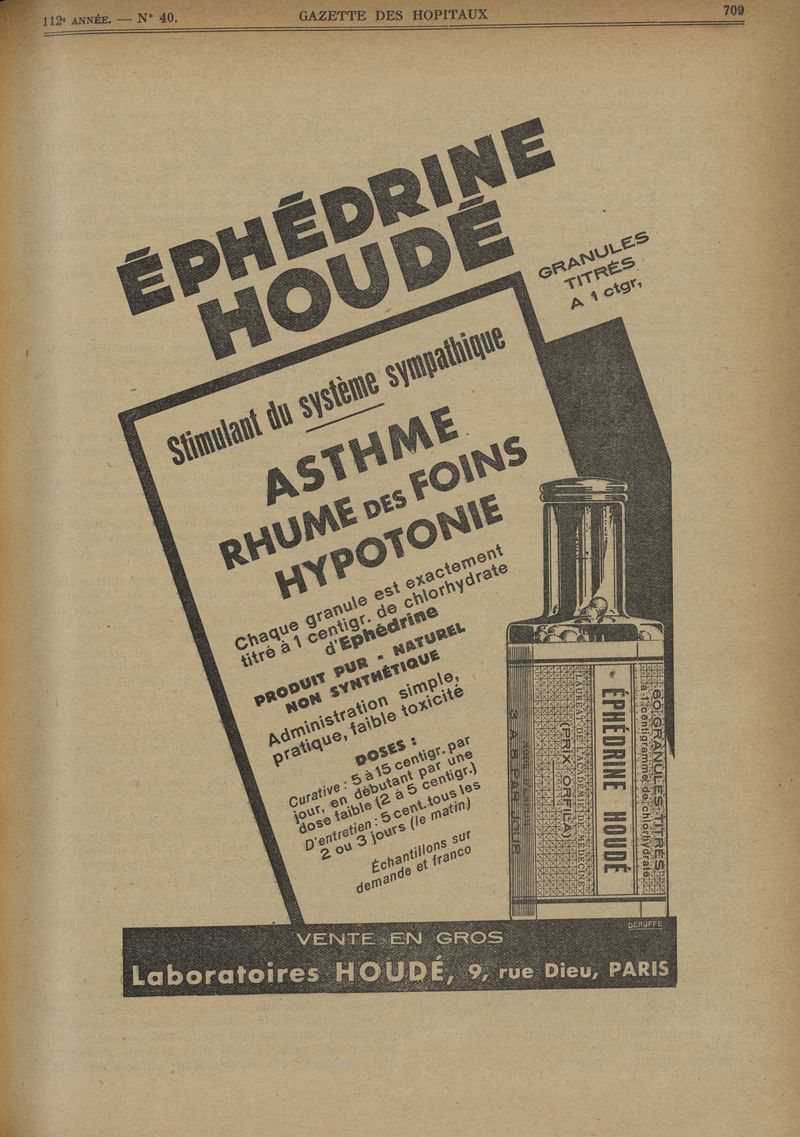 112e ANNÉE. — N° 40.
GAZETTE DES HOPITAUX
709
ÉPHÉDRINE
HOUDÉ
GRANULES
TITRÉS
A 1 ctgr,
Stimulant du système sympathique
ASTHME
RHUME DES FOINS
HYPOTONIE
Chaque granule est exactement
titré à 1 centigr. de chlorhydrate
d'Ephédrine
PRODUIT PUR - NATUREL
NON SYNTHÉTIQUE
Administration simple,
pratique, faible toxicité
DOSES :
Curative : 5 à 15 centigr. par
jour, en débutant par une
dose faible (2 à 5 centigr.)
D'entretien : 5 cent. tous les
2 ou 3 jours (le matin)
Échantillons sur
demande et franco
60 GRANULES TITRÉS
a 1 centigramme de chlorhydrate
ÉPHÉDRINE HOUDÉ
LAURÉAT DE L'ACADÉMIE DE MÉDECINE
(PRIX ORFILA)
3 A 8 PAR JOUR
DERUFFE
VENTE EN GROS
Laboratoires HOUDÉ, 9, rue Dieu, PARIS